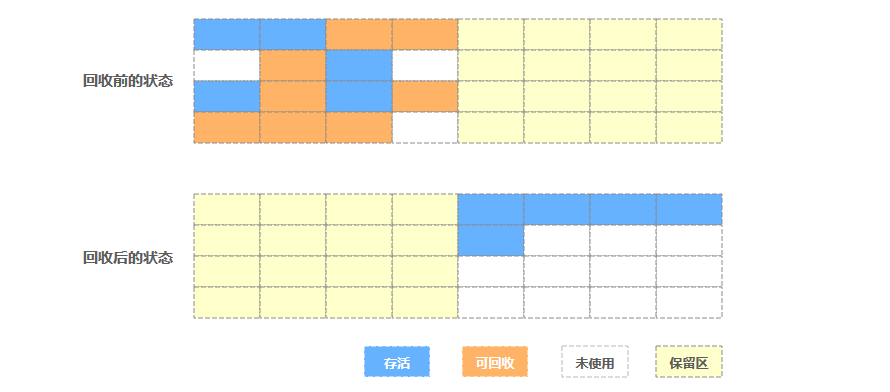 回收前的状态
回收后的状态
存活
可回收
未使用
保留区